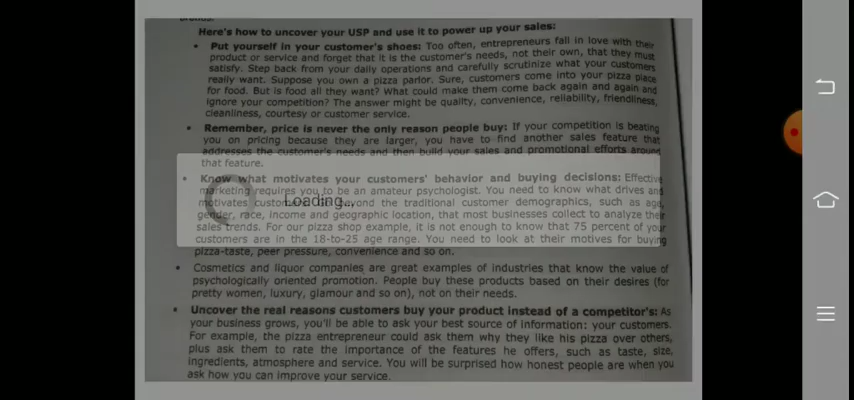 Here's how to uncover your USP and use it to power up your sales:
• Put yourself in your customer's shoes: Too often, entrepreneurs fall in love with their
product or service and forget that it is the customer's needs, not their own, that they must
satisfy. Step back from your daily operations and carefully scrutinize what your customers
really want. Suppose you own a pizza parlor. Sure, customers come into your pizza place
for food. But is food all they want? What could make them come back again and again and
ignore your competition? The answer might be quality, convenience, reliability, friendliness,
cleanliness, courtesy or customer service.
• Remember, price is never the only reason people buy: If your competition is beating
you on pricing because they are larger, you have to find another sales feature that
addresses the customer's needs and then build your sales and promotional efforts around
that feature.
• Know what motivates your customers' behavior and buying decisions: Effective
marketing requires you to be an amateur psychologist. You need to know what drives and
motivates customers. beyond the traditional customer demographics, such as age,
Loading...
gender, race, income and geographic location, that most businesses collect to analyze their
sales trends. For our pizza shop example, it is not enough to know that 75 percent of your
customers are in the 18-to-25 age range. You need to look at their motives for buying
pizza-taste, peer pressure, convenience and so on.
• Cosmetics and liquor companies are great examples of industries that know the value of
psychologically oriented promotion. People buy these products based on their desires (for
pretty women, luxury, glamour and so on), not on their needs.
• Uncover the real reasons customers buy your product instead of a competitor's: As
your business grows, you'll be able to ask your best source of information: your customers.
For example, the pizza entrepreneur could ask them why they like his pizza over others,
plus ask them to rate the importance of the features he offers, such as taste, size,
ingredients, atmosphere and service. You will be surprised how honest people are when you
ask how you can improve your service.